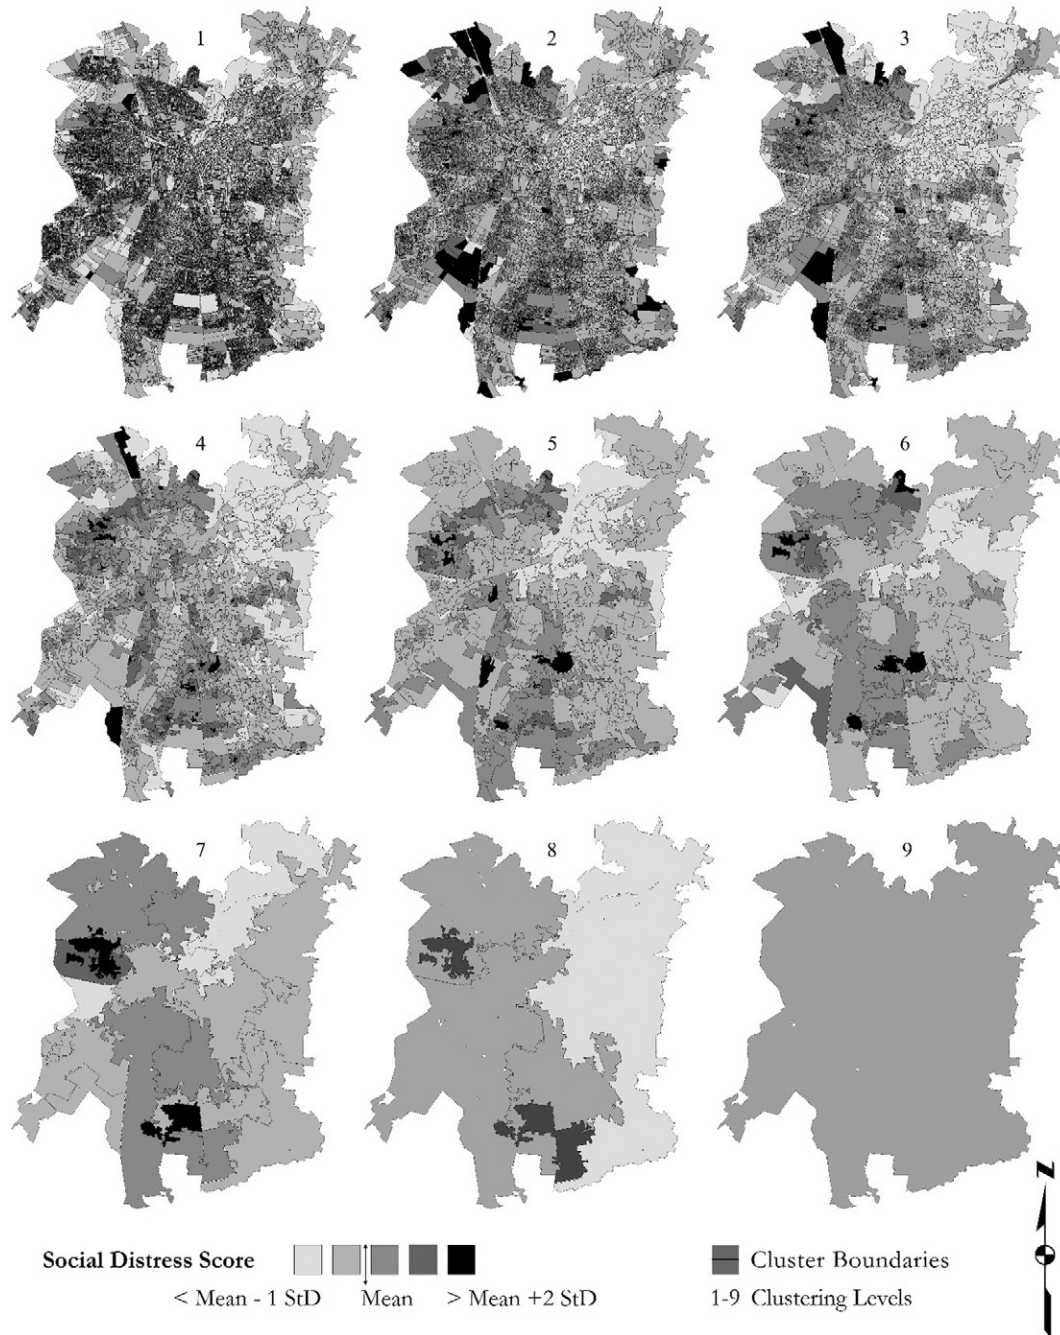 1
2
3
4
5
6
7
8
9
N
Social Distress Score
< Mean - 1 StD Mean > Mean +2 StD
Cluster Boundaries
1-9 Clustering Levels